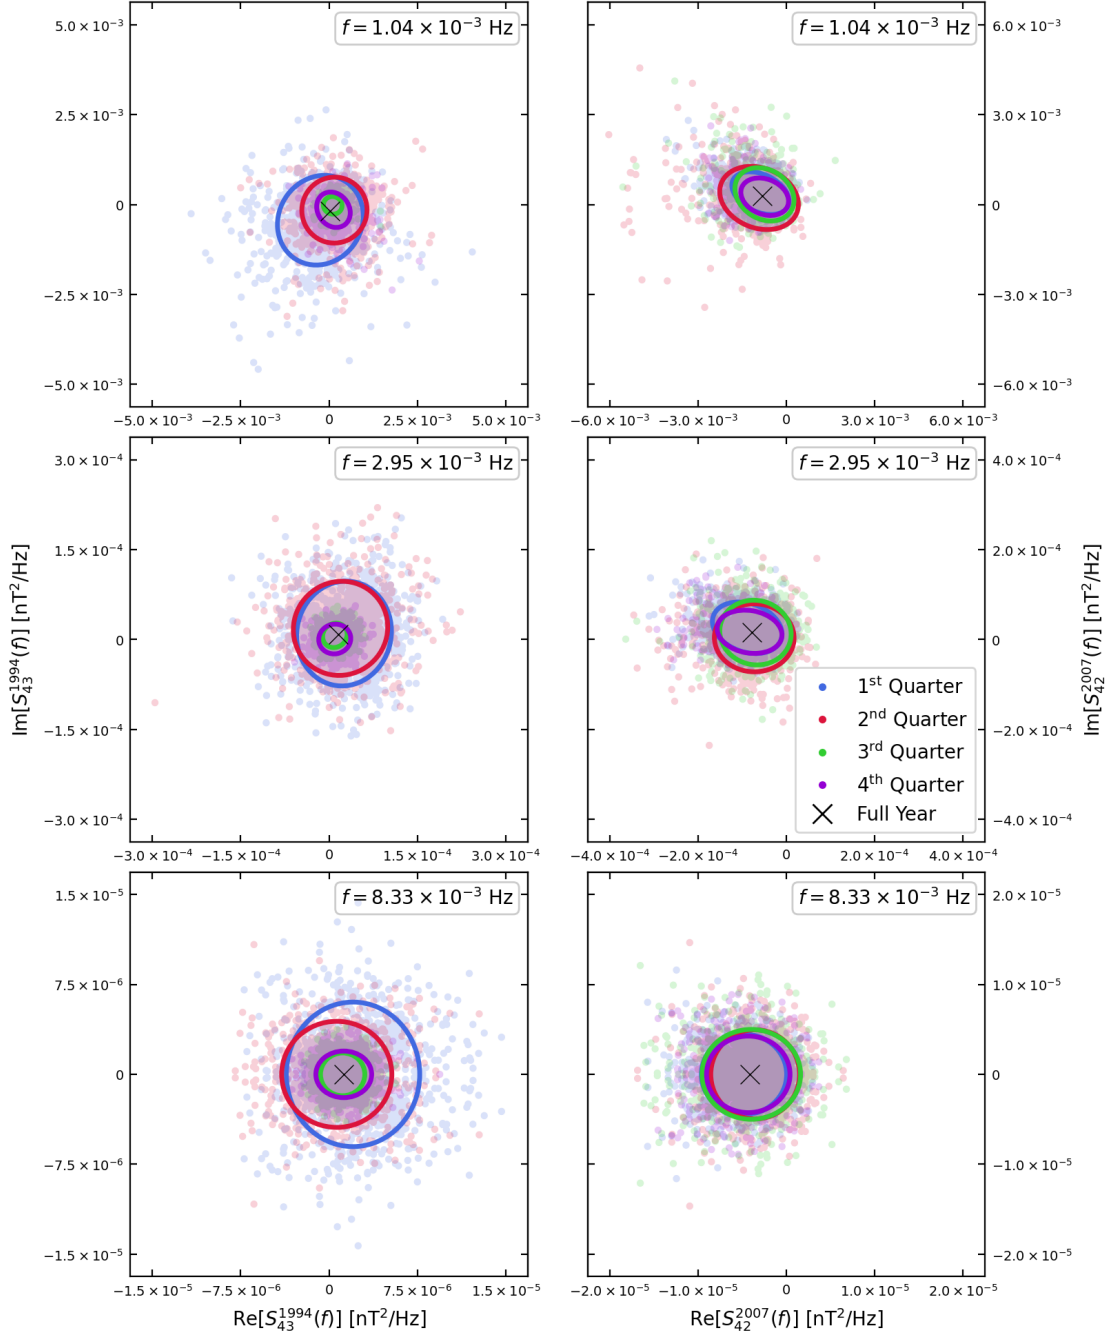 5.0 × 10⁻³
2.5 × 10⁻³
0
−2.5 × 10⁻³
−5.0 × 10⁻³
f = 1.04 × 10⁻³ Hz
−5.0 × 10⁻³ −2.5 × 10⁻³ 0 2.5 × 10⁻³ 5.0 × 10⁻³
f = 1.04 × 10⁻³ Hz
6.0 × 10⁻³
3.0 × 10⁻³
0
−3.0 × 10⁻³
−6.0 × 10⁻³
−6.0 × 10⁻³ −3.0 × 10⁻³ 0 3.0 × 10⁻³ 6.0 × 10⁻³
Im[S₄₃¹⁹⁹⁴(f)] [nT²/Hz]
3.0 × 10⁻⁴
1.5 × 10⁻⁴
0
−1.5 × 10⁻⁴
−3.0 × 10⁻⁴
f = 2.95 × 10⁻³ Hz
−3.0 × 10⁻⁴ −1.5 × 10⁻⁴ 0 1.5 × 10⁻⁴ 3.0 × 10⁻⁴
f = 2.95 × 10⁻³ Hz
1ˢᵗ Quarter
2ⁿᵈ Quarter
3ʳᵈ Quarter
4ᵗʰ Quarter
Full Year
4.0 × 10⁻⁴
2.0 × 10⁻⁴
0
−2.0 × 10⁻⁴
−4.0 × 10⁻⁴
Im[S₄₂²⁰⁰⁷(f)] [nT²/Hz]
−4.0 × 10⁻⁴ −2.0 × 10⁻⁴ 0 2.0 × 10⁻⁴ 4.0 × 10⁻⁴
1.5 × 10⁻⁵
7.5 × 10⁻⁶
0
−7.5 × 10⁻⁶
−1.5 × 10⁻⁵
f = 8.33 × 10⁻³ Hz
−1.5 × 10⁻⁵ −7.5 × 10⁻⁶ 0 7.5 × 10⁻⁶ 1.5 × 10⁻⁵
Re[S₄₃¹⁹⁹⁴(f)] [nT²/Hz]
f = 8.33 × 10⁻³ Hz
2.0 × 10⁻⁵
1.0 × 10⁻⁵
0
−1.0 × 10⁻⁵
−2.0 × 10⁻⁵
−2.0 × 10⁻⁵ −1.0 × 10⁻⁵ 0 1.0 × 10⁻⁵ 2.0 × 10⁻⁵
Re[S₄₂²⁰⁰⁷(f)] [nT²/Hz]